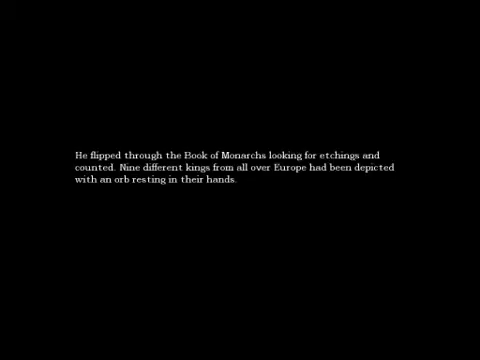 He flipped through the Book of Monarchs looking for etchings and
counted. Nine different kings from all over Europe had been depicted
with an orb resting in their hands.